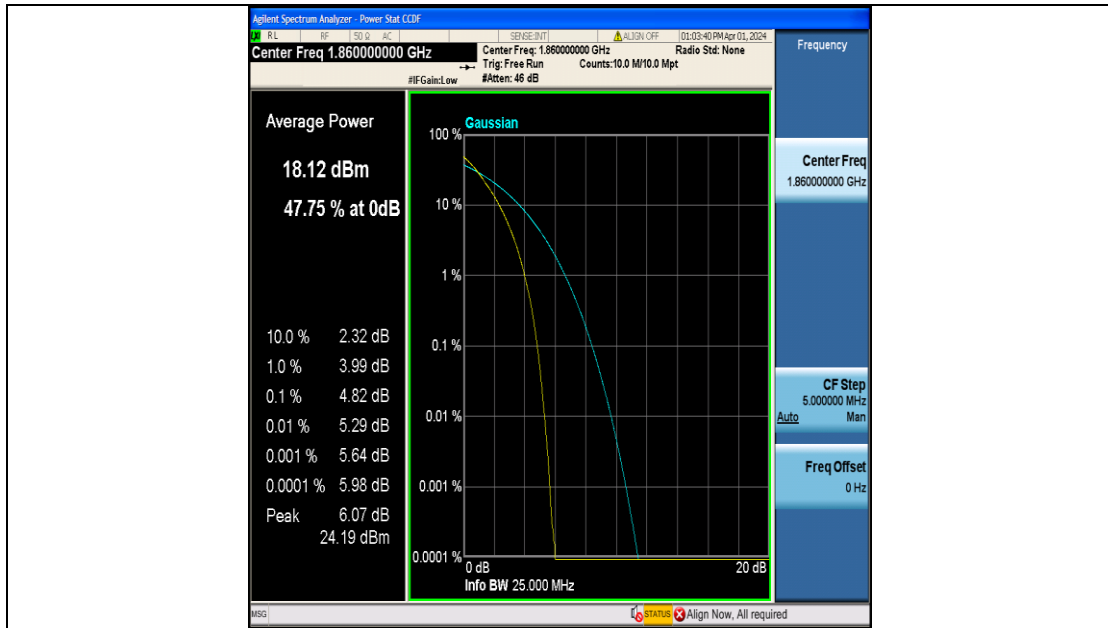 Agilent Spectrum Analyzer - Power Stat CCDF
RL RF 50 Ω AC SENSE:INT ALIGN OFF 01:03:40 PM Apr 01, 2024
Center Freq 1.860000000 GHz
Center Freq: 1.860000000 GHz Radio Std: None
Trig: Free Run Counts:10.0 M/10.0 Mpt
#IFGain:Low #Atten: 46 dB
Frequency
Average Power
18.12 dBm
47.75 % at 0dB
10.0 % 2.32 dB
1.0 % 3.99 dB
0.1 % 4.82 dB
0.01 % 5.29 dB
0.001 % 5.64 dB
0.0001 % 5.98 dB
Peak 6.07 dB
24.19 dBm
Gaussian
100 %
10 %
1 %
0.1 %
0.01 %
0.001 %
0.0001 %
0 dB 20 dB
Info BW 25.000 MHz
Center Freq
1.860000000 GHz
CF Step
5.000000 MHz
Auto Man
Freq Offset
0 Hz
MSG STATUS Align Now, All required